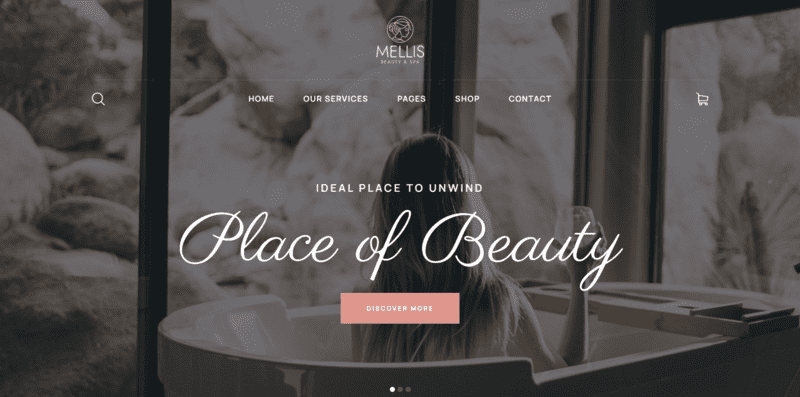 MELLIS
BEAUTY & SPA
HOME OUR SERVICES PAGES SHOP CONTACT
IDEAL PLACE TO UNWIND
Place of Beauty
DISCOVER MORE